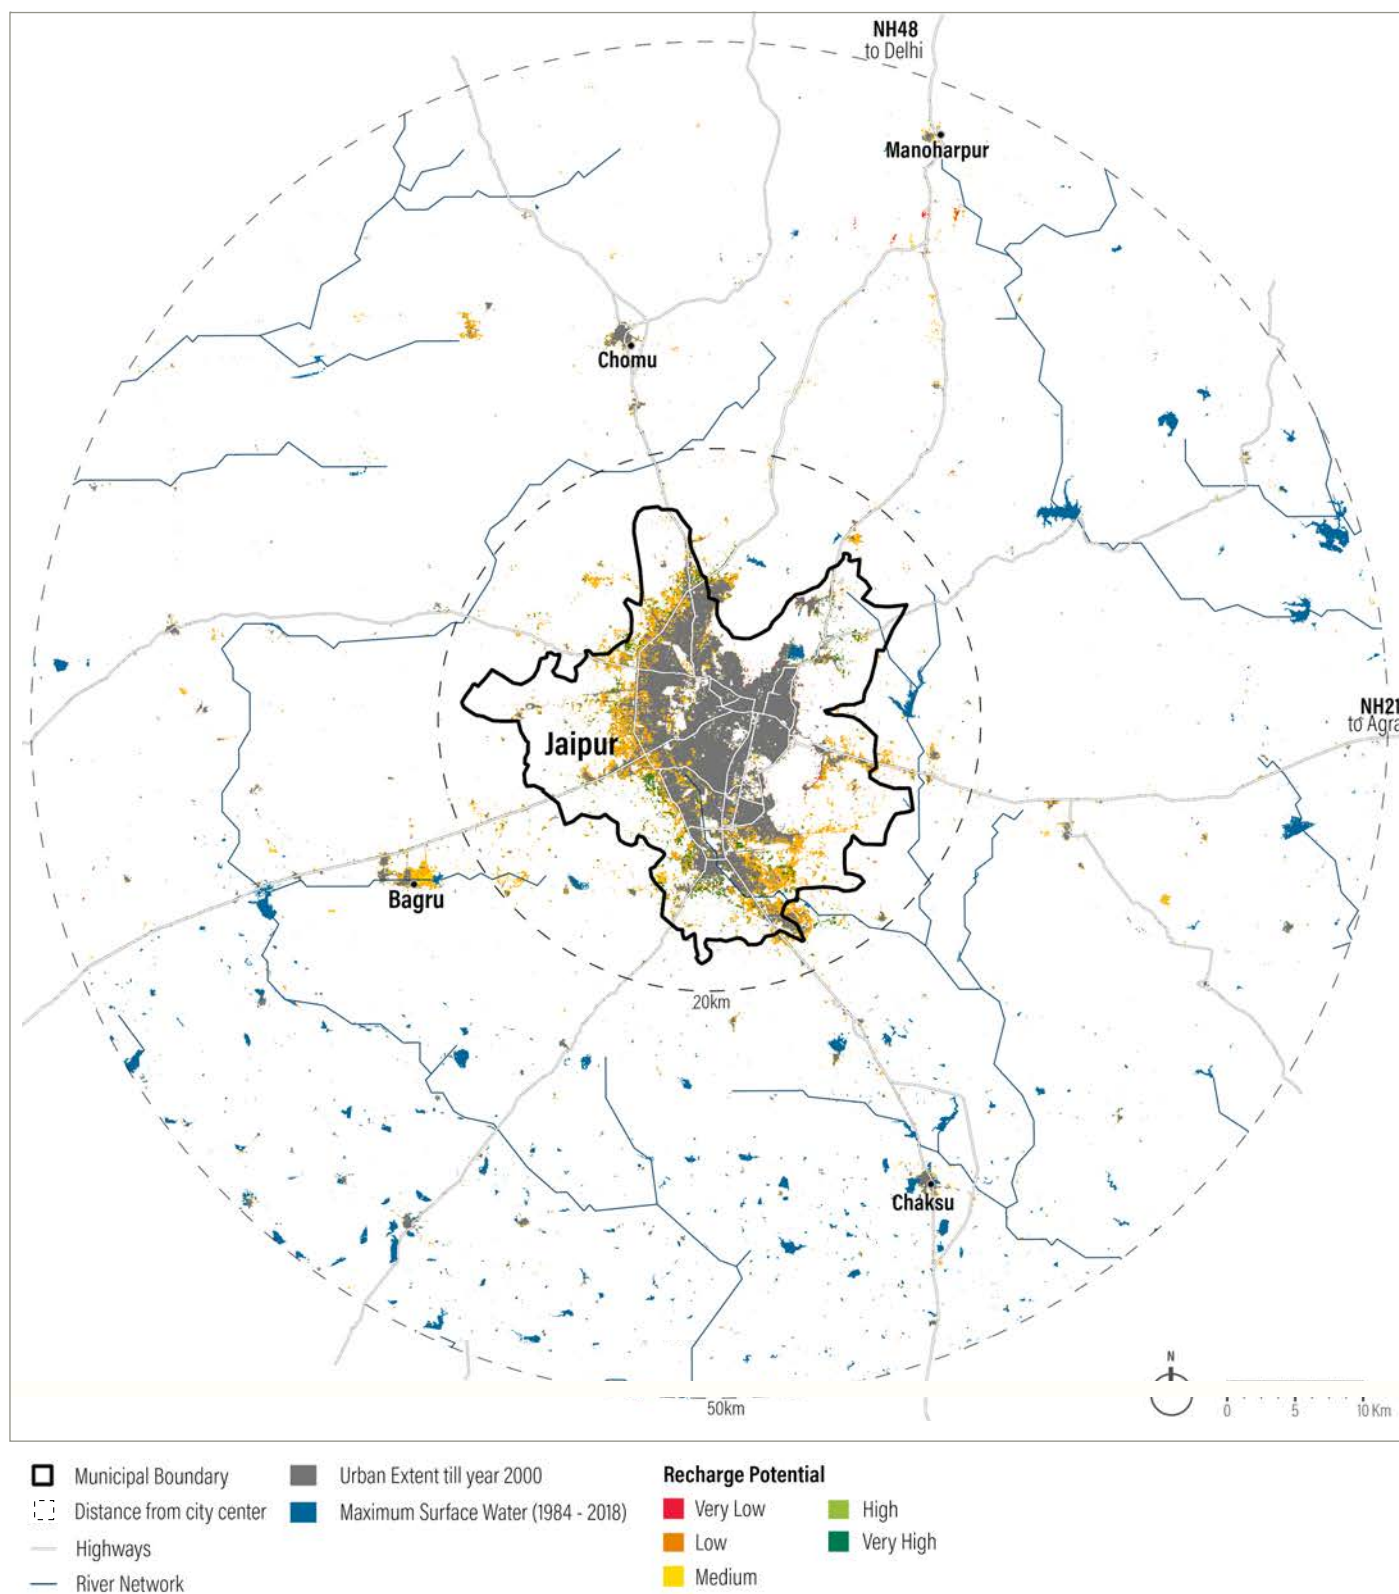 NH48
to Delhi
Manoharpur
Chomu
NH21
to Agra
Jaipur
Bagru
20km
Chaksu
N
50km
0 5 10 Km
Municipal Boundary
Distance from city center
Highways
River Network
Urban Extent till year 2000
Maximum Surface Water (1984 - 2018)
Recharge Potential
Very Low
Low
Medium
High
Very High